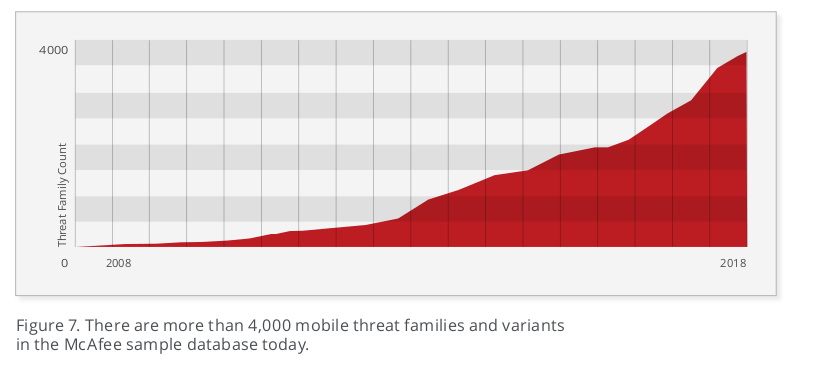 4000
Threat Family Count
0
2008
2018
Figure 7. There are more than 4,000 mobile threat families and variants
in the McAfee sample database today.